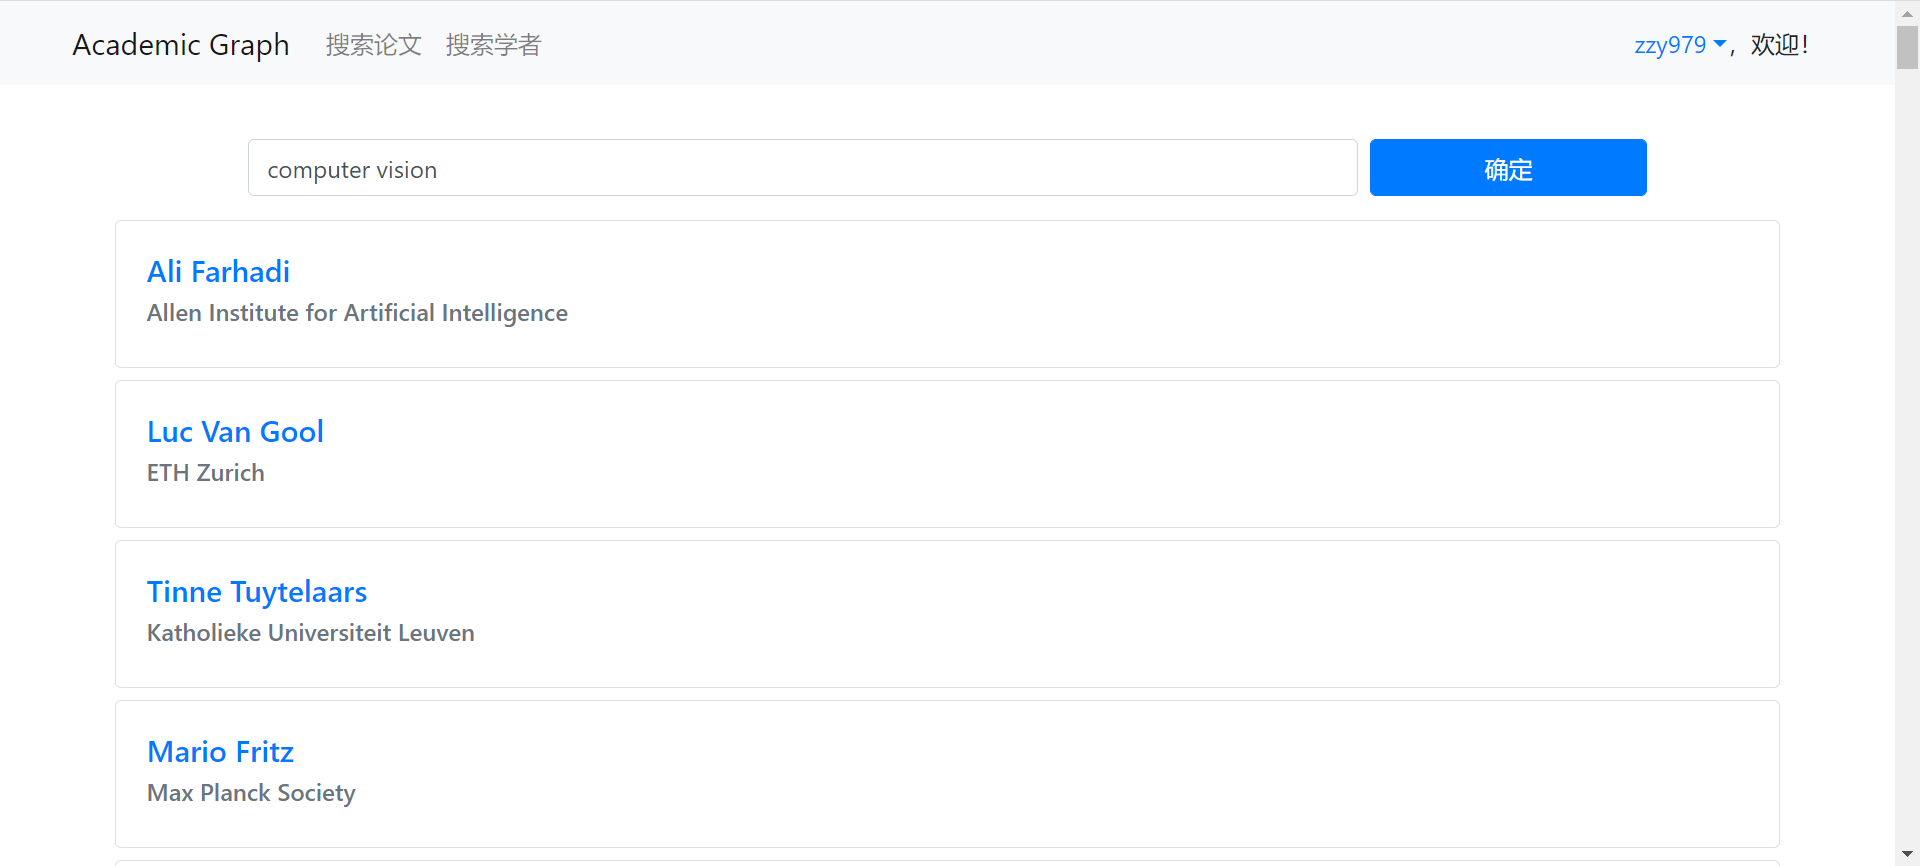 Academic Graph 搜索论文 搜索学者 zzy979 , 欢迎!
computer vision 确定
Ali Farhadi
Allen Institute for Artificial Intelligence
Luc Van Gool
ETH Zurich
Tinne Tuytelaars
Katholieke Universiteit Leuven
Mario Fritz
Max Planck Society